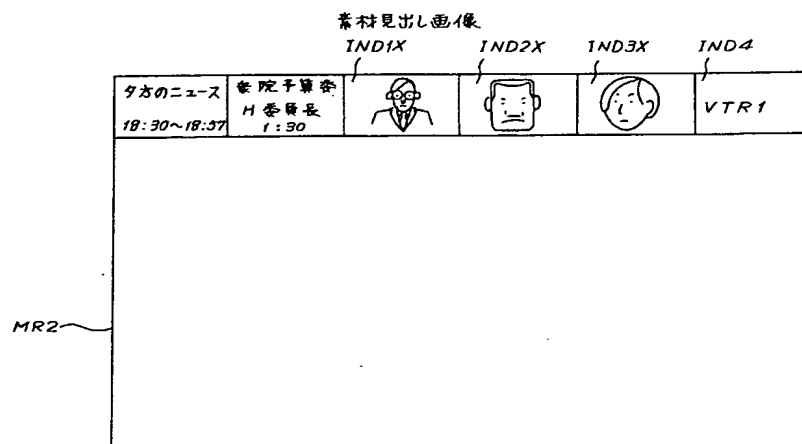 素材見出し画像
IND1X IND2X IND3X IND4
夕方のニュース
18:30~18:57
衆院予算委
H委員長
1:30
VTR1
MR2